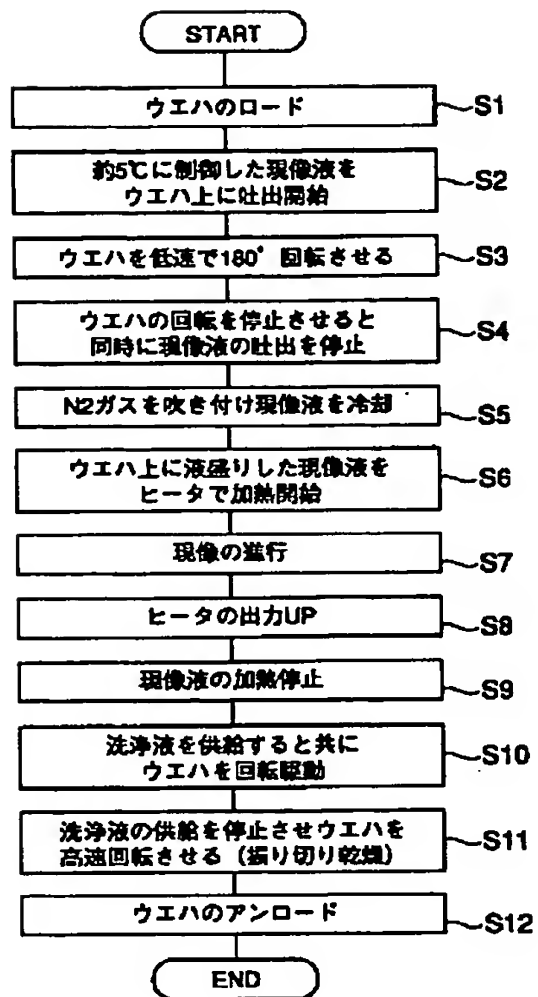 START
ウエハのロード
S1
約5℃に制御した現像液を
ウエハ上に吐出開始
S2
ウエハを低速で180°回転させる
S3
ウエハの回転を停止させると
同時に現像液の吐出を停止
S4
N2ガスを吹き付け現像液を冷却
S5
ウエハ上に液盛りした現像液を
ヒータで加熱開始
S6
現像の進行
S7
ヒータの出力UP
S8
現像液の加熱停止
S9
洗浄液を供給すると共に
ウエハを回転駆動
S10
洗浄液の供給を停止させウエハを
高速回転させる（振り切り乾燥）
S11
ウエハのアンロード
S12
END